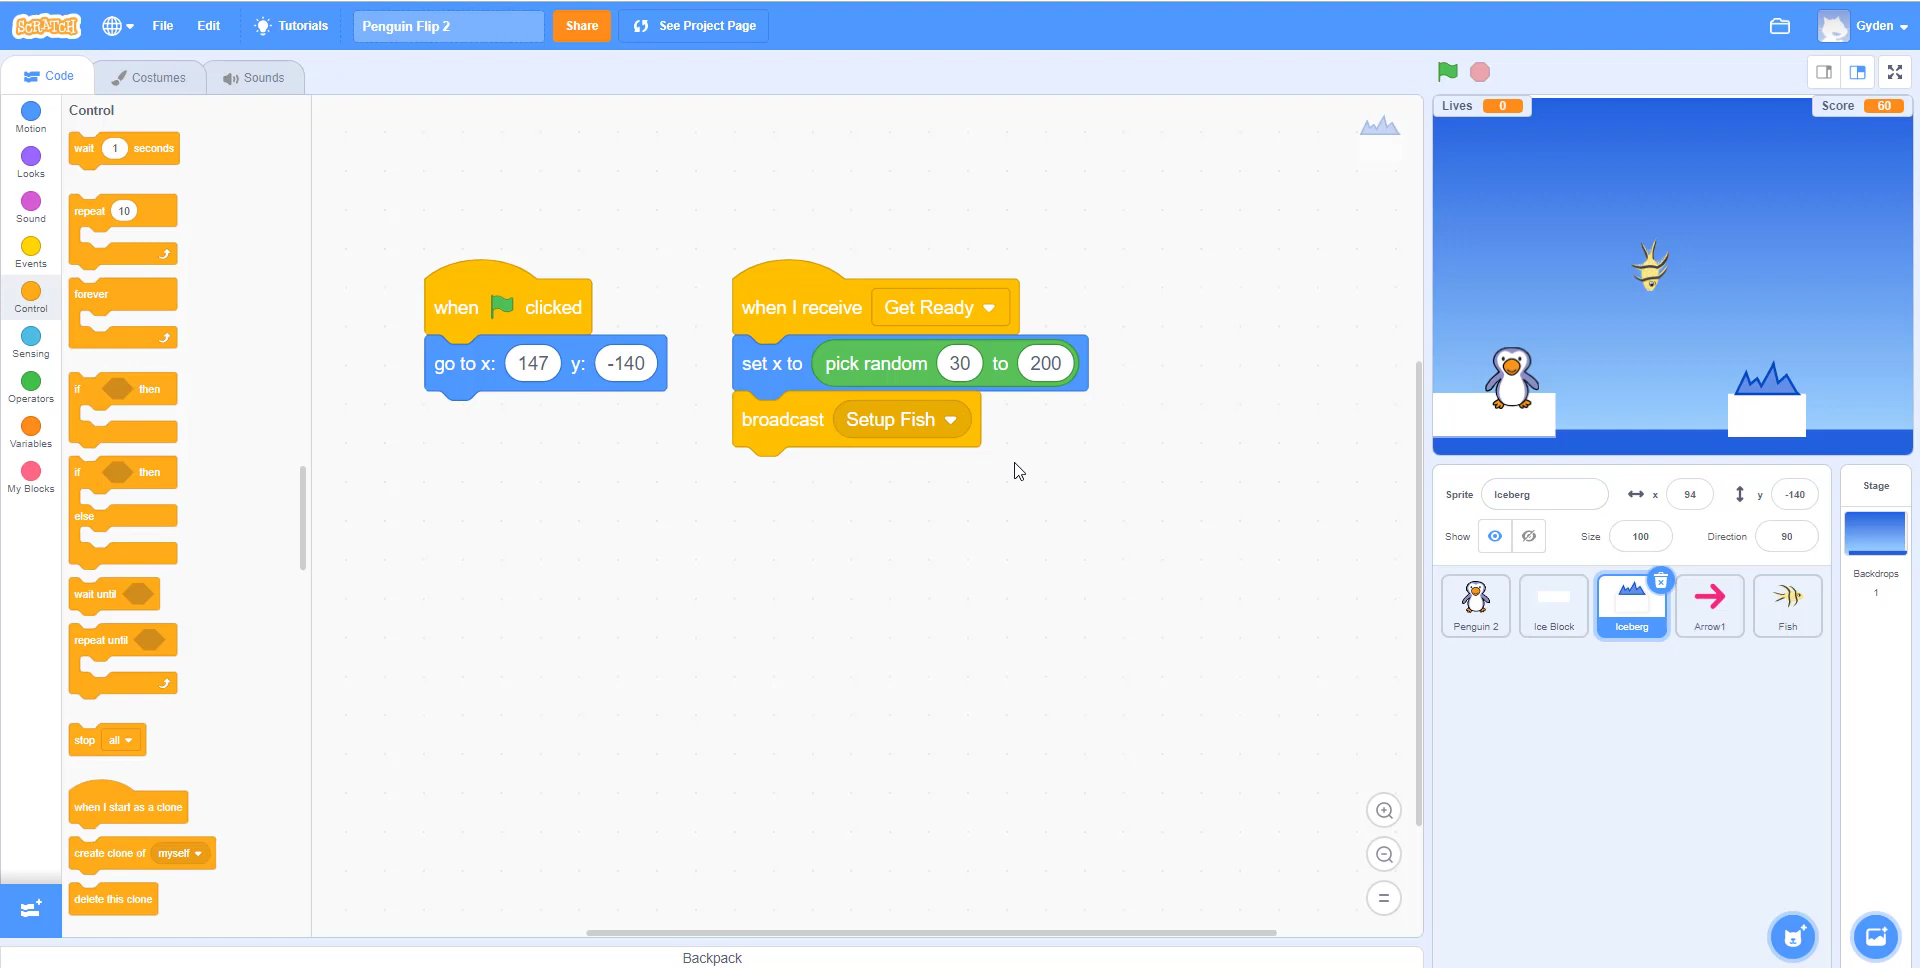 SCRATCH File Edit Tutorials Penguin Flip 2 Share See Project Page Gyden
Code Costumes Sounds
Motion
Looks
Sound
Events
Control
Sensing
Operators
Variables
My Blocks
Control
wait 1 seconds
repeat 10
forever
if then
if then
else
wait until
repeat until
stop all
when I start as a clone
create clone of myself
delete this clone
when clicked
go to x: 147 y: -140
when I receive Get Ready
set x to pick random 30 to 200
broadcast Setup Fish
Backpack
Lives 0 Score 60
Sprite Iceberg x 94 y -140
Show Size 100 Direction 90
Penguin 2 Ice Block Iceberg Arrow1 Fish
Stage
Backdrops
1